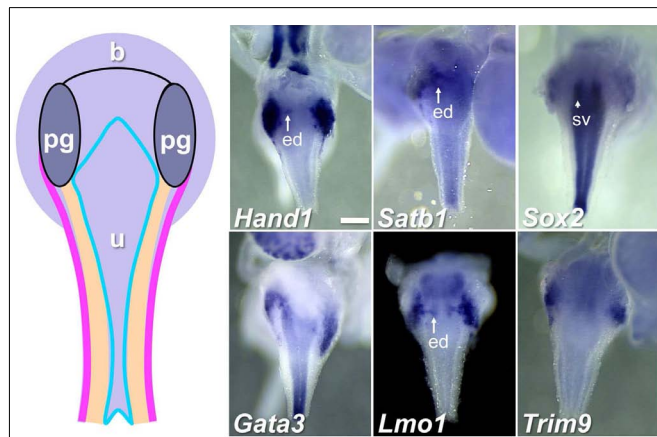 b
pg pg
u
ed
Hand1
ed
Satb1
sv
Sox2
Gata3
ed
Lmo1
Trim9